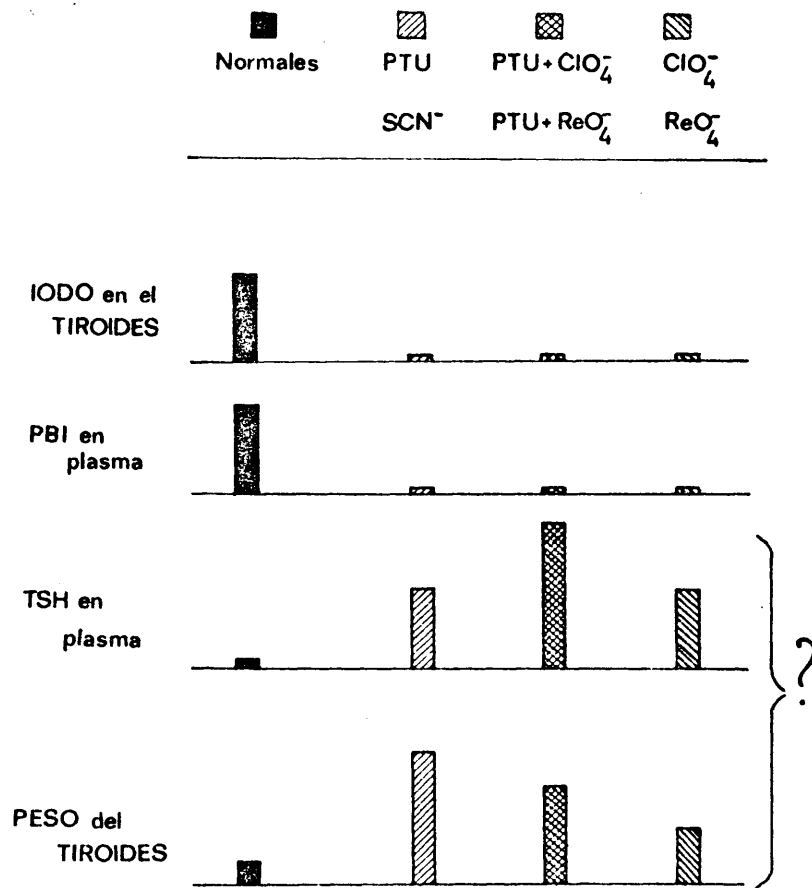 Normales PTU PTU+ClO₄⁻ ClO₄⁻
SCN⁻ PTU+ReO₄⁻ ReO₄⁻
IODO en el
TIROIDES
PBI en
plasma
TSH en
plasma
?
PESO del
TIROIDES